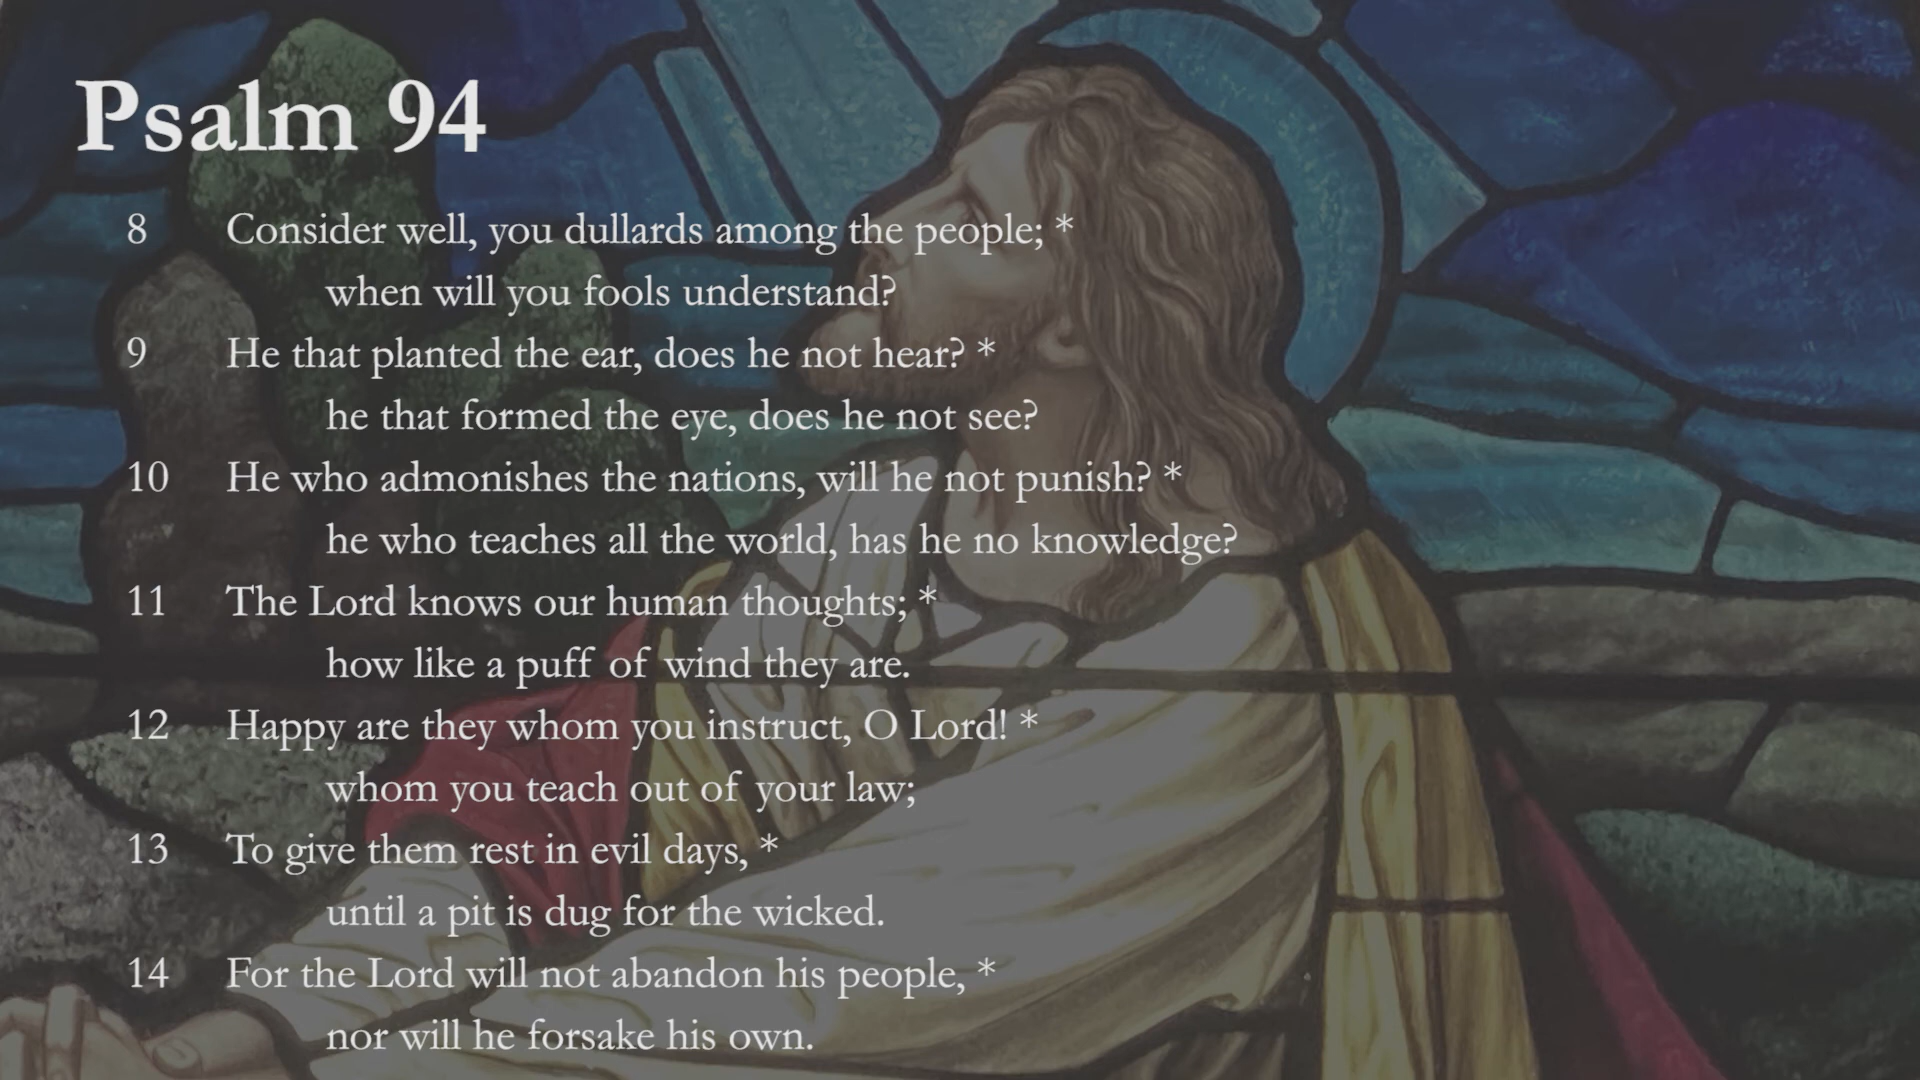 Psalm 94
8 Consider well, you dullards among the people; *
when will you fools understand?
9 He that planted the ear, does he not hear? *
he that formed the eye, does he not see?
10 He who admonishes the nations, will he not punish? *
he who teaches all the world, has he no knowledge?
11 The Lord knows our human thoughts; *
how like a puff of wind they are.
12 Happy are they whom you instruct, O Lord! *
whom you teach out of your law;
13 To give them rest in evil days, *
until a pit is dug for the wicked.
14 For the Lord will not abandon his people, *
nor will he forsake his own.